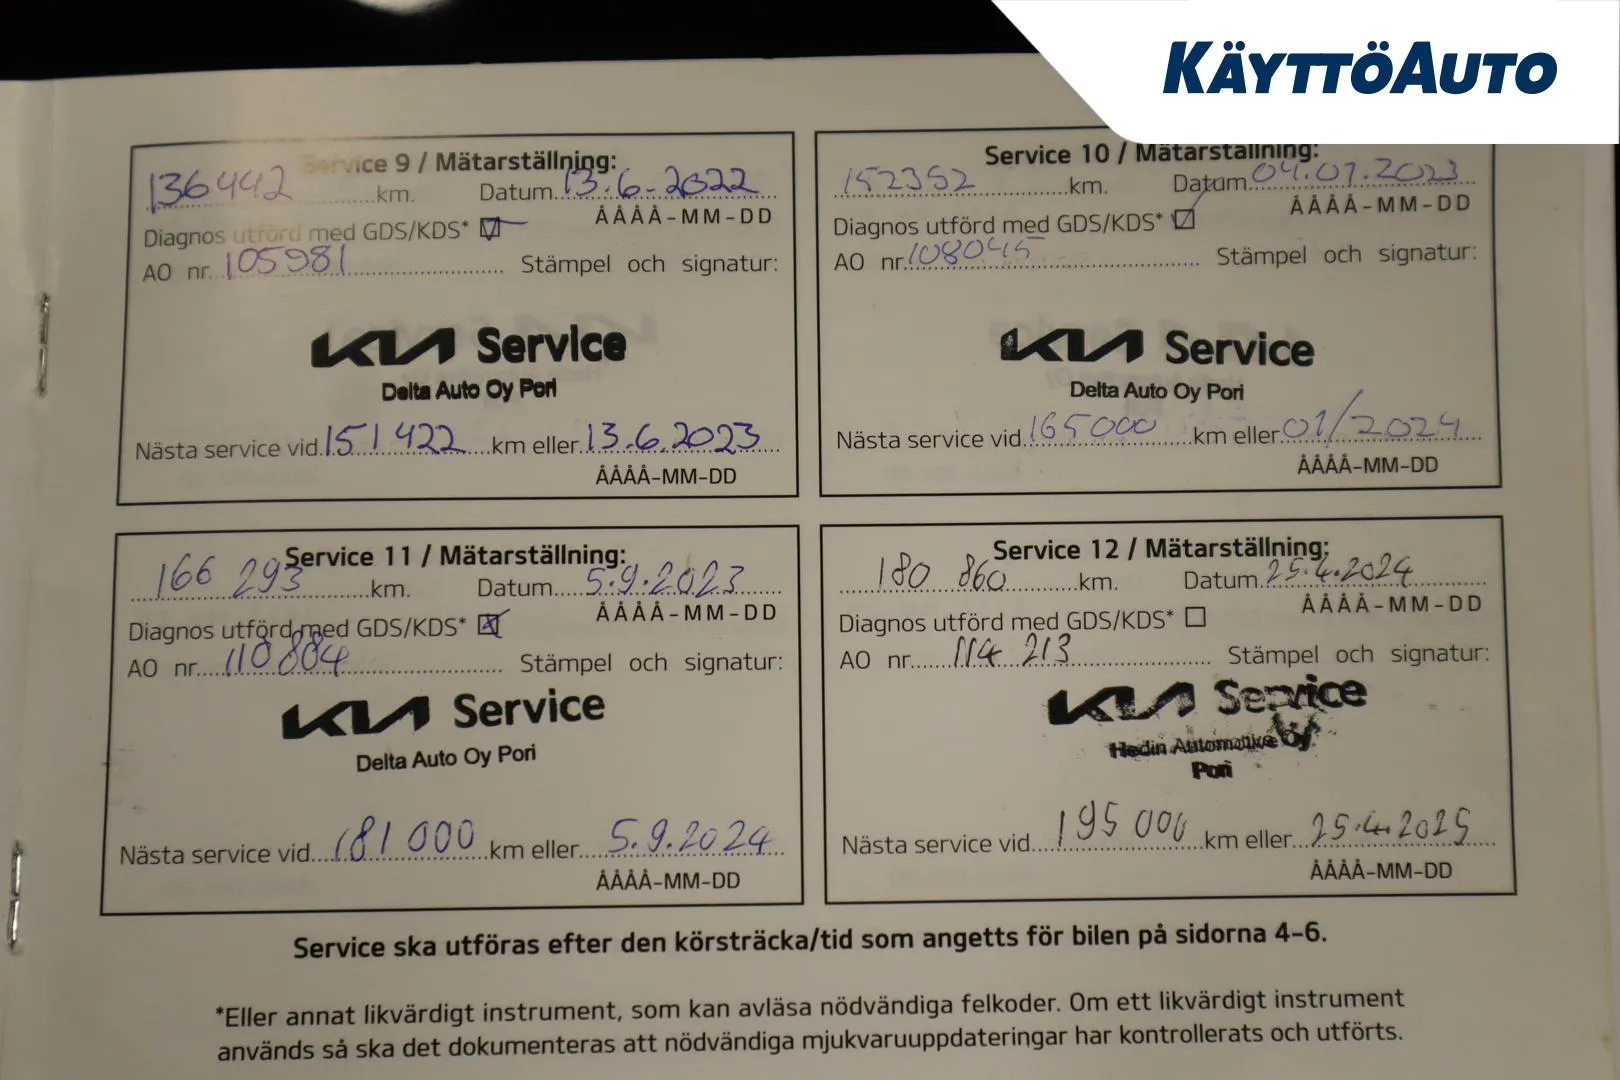 KÄYTTÖAUTO
Service 9 / Mätarställning:
136442 km. Datum 13.6.2022
ÅÅÅÅ-MM-DD
Diagnos utförd med GDS/KDS*
AO nr. 105981 Stämpel och signatur:
KIA Service
Delta Auto Oy Pori
Nästa service vid 151422 km eller 13.6.2023
ÅÅÅÅ-MM-DD
Service 10 / Mätarställning:
152352 km. Datum 04.01.2023
ÅÅÅÅ-MM-DD
Diagnos utförd med GDS/KDS*
AO nr. 108045 Stämpel och signatur:
KIA Service
Delta Auto Oy Pori
Nästa service vid 165000 km eller 01/2024
ÅÅÅÅ-MM-DD
Service 11 / Mätarställning:
166 293 km. Datum 5.9.2023
ÅÅÅÅ-MM-DD
Diagnos utförd med GDS/KDS*
AO nr. 110884 Stämpel och signatur:
KIA Service
Delta Auto Oy Pori
Nästa service vid 181 000 km eller 5.9.2024
ÅÅÅÅ-MM-DD
Service 12 / Mätarställning:
180 860 km. Datum 25.4.2024
ÅÅÅÅ-MM-DD
Diagnos utförd med GDS/KDS*
AO nr. 114 213 Stämpel och signatur:
KIA Service
Hedin Automotive Oy
Pori
Nästa service vid 195 000 km eller 25.4.2025
ÅÅÅÅ-MM-DD
Service ska utföras efter den körsträcka/tid som angetts för bilen på sidorna 4-6.
*Eller annat likvärdigt instrument, som kan avläsa nödvändiga felkoder. Om ett likvärdigt instrument
används så ska det dokumenteras att nödvändiga mjukvaruuppdateringar har kontrollerats och utförts.